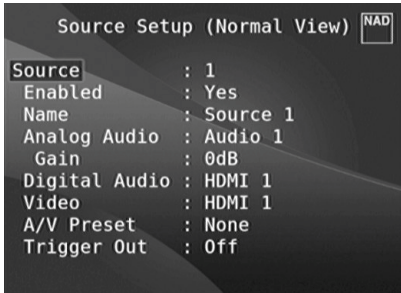 Source Setup (Normal View) NAD
Source : 1
Enabled : Yes
Name : Source 1
Analog Audio : Audio 1
Gain : 0dB
Digital Audio : HDMI 1
Video : HDMI 1
A/V Preset : None
Trigger Out : Off